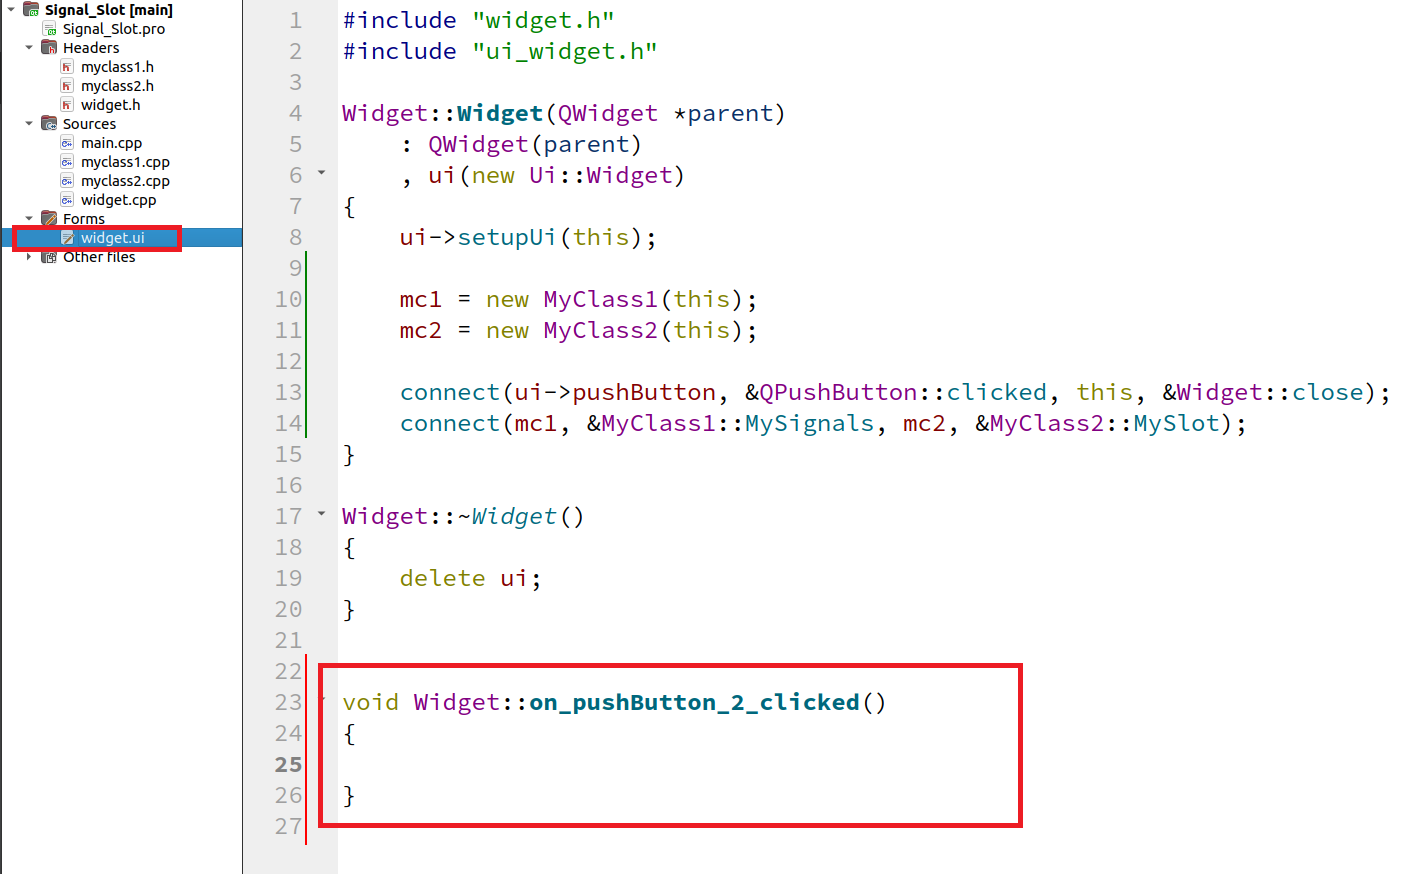 Signal_Slot [main]
Signal_Slot.pro
Headers
myclass1.h
myclass2.h
widget.h
Sources
main.cpp
myclass1.cpp
myclass2.cpp
widget.cpp
Forms
widget.ui
Other files
1 #include "widget.h"
2 #include "ui_widget.h"
3
4 Widget::Widget(QWidget *parent)
5     : QWidget(parent)
6     , ui(new Ui::Widget)
7 {
8     ui->setupUi(this);
9
10     mc1 = new MyClass1(this);
11     mc2 = new MyClass2(this);
12
13     connect(ui->pushButton, &QPushButton::clicked, this, &Widget::close);
14     connect(mc1, &MyClass1::MySignals, mc2, &MyClass2::MySlot);
15 }
16
17 Widget::~Widget()
18 {
19     delete ui;
20 }
21
22
23 void Widget::on_pushButton_2_clicked()
24 {
25
26 }
27